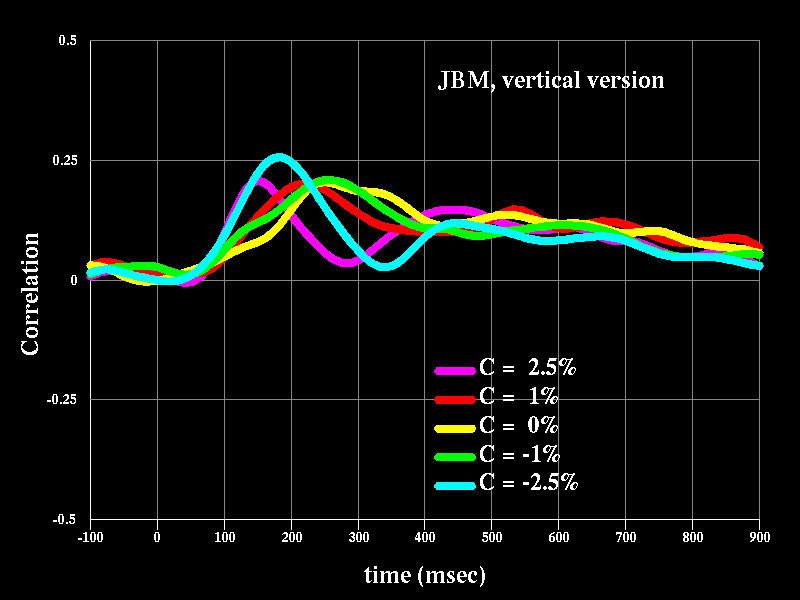 0.5
JBM, vertical version
0.25
Correlation
0
C = 2.5%
C = 1%
-0.25
C = 0%
C = -1%
C = -2.5%
-0.5
-100 0 100 200 300 400 500 600 700 800 900
time (msec)